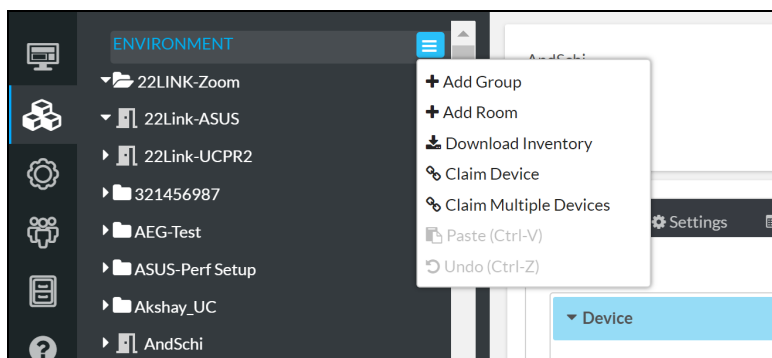 ENVIRONMENT
22LINK-Zoom
22Link-ASUS
22Link-UCPR2
321456987
AEG-Test
ASUS-Perf Setup
Akshay_UC
AndSchi
AndSchi
Add Group
Add Room
Download Inventory
Claim Device
Claim Multiple Devices
Paste (Ctrl-V)
Undo (Ctrl-Z)
Settings
Device